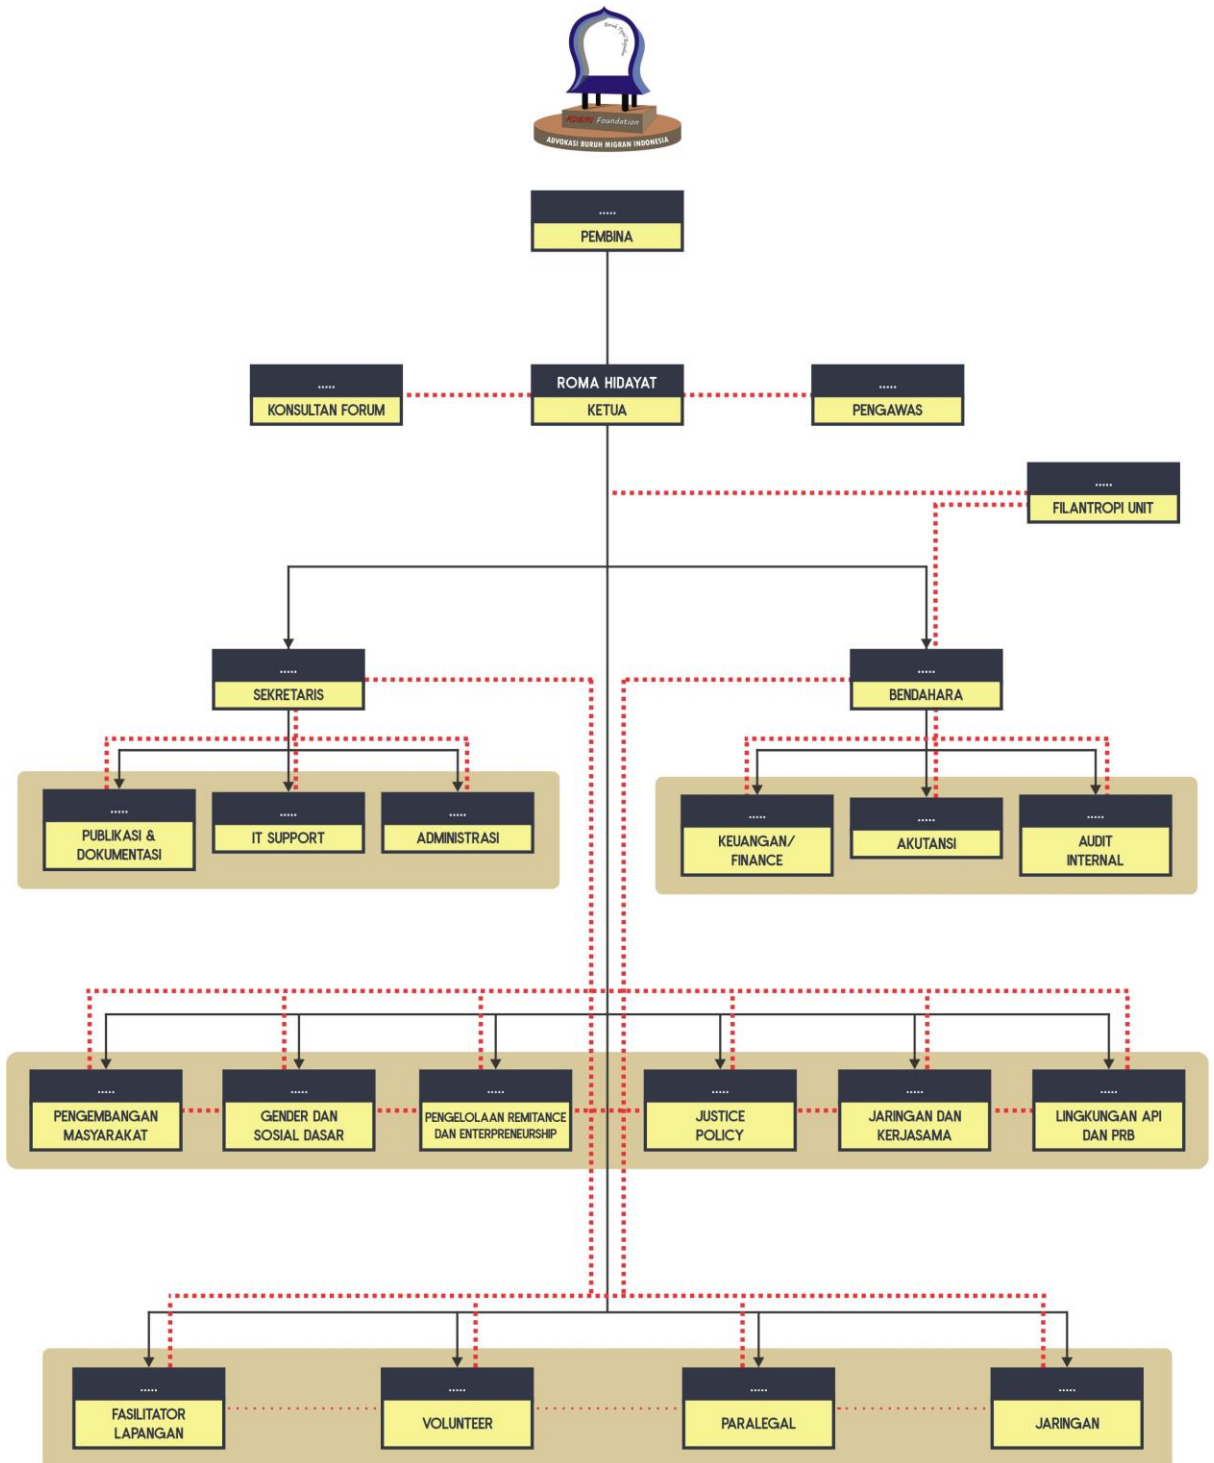 ADBMI Foundation
ADVOKASI BURUH MIGRAN INDONESIA
.....
PEMBINA
.....
KONSULTAN FORUM
ROMA HIDAYAT
KETUA
.....
PENGAWAS
.....
FILANTROPI UNIT
.....
SEKRETARIS
.....
BENDAHARA
.....
PUBLIKASI &
DOKUMENTASI
.....
IT SUPPORT
.....
ADMINISTRASI
.....
KEUANGAN/
FINANCE
.....
AKUTANSI
.....
AUDIT
INTERNAL
.....
PENGEMBANGAN
MASYARAKAT
.....
GENDER DAN
SOSIAL DASAR
.....
PENGELOLAAN REMITANCE
DAN ENTERPRENEURSHIP
.....
JUSTICE
POLICY
.....
JARINGAN DAN
KERJASAMA
.....
LINGKUNGAN API
DAN PRB
.....
FASILITATOR
LAPANGAN
.....
VOLUNTEER
.....
PARALEGAL
.....
JARINGAN